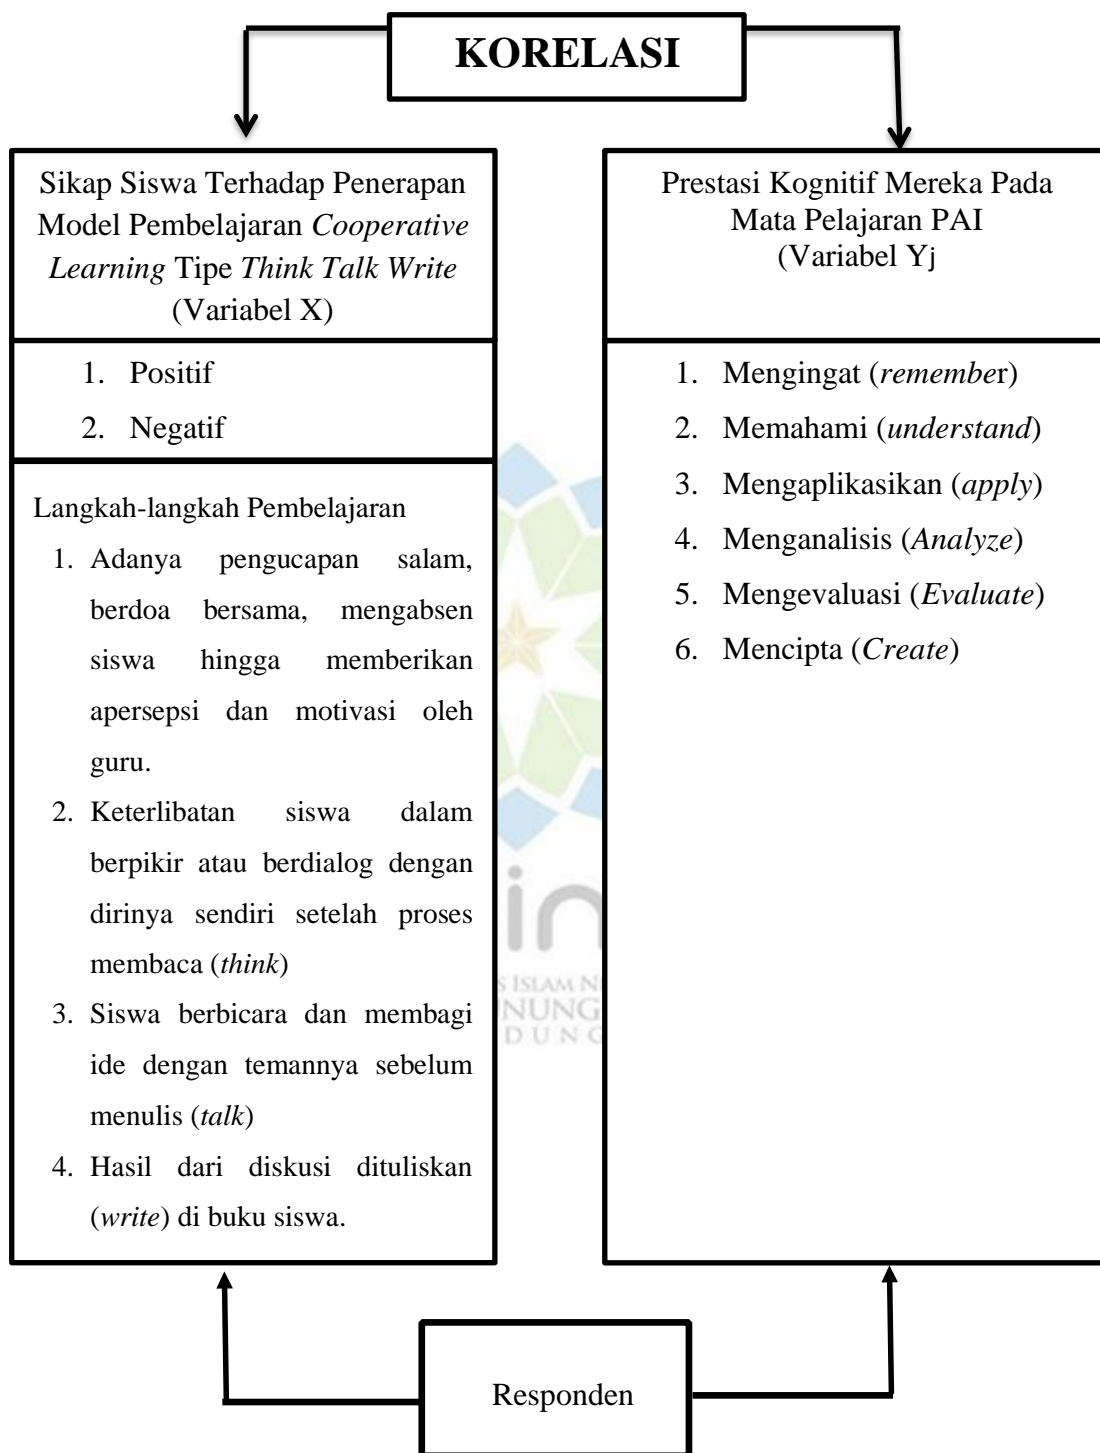 KORELASI
Sikap Siswa Terhadap Penerapan
Model Pembelajaran Cooperative
Learning Tipe Think Talk Write
(Variabel X)
1. Positif
2. Negatif
Langkah-langkah Pembelajaran
1. Adanya pengucapan salam,
berdoa bersama, mengabsen
siswa hingga memberikan
apersepsi dan motivasi oleh
guru.
2. Keterlibatan siswa dalam
berpikir atau berdialog dengan
dirinya sendiri setelah proses
membaca (think)
3. Siswa berbicara dan membagi
ide dengan temannya sebelum
menulis (talk)
4. Hasil dari diskusi dituliskan
(write) di buku siswa.
Prestasi Kognitif Mereka Pada
Mata Pelajaran PAI
(Variabel Yj
1. Mengingat (remember)
2. Memahami (understand)
3. Mengaplikasikan (apply)
4. Menganalisis (Analyze)
5. Mengevaluasi (Evaluate)
6. Mencipta (Create)
in
S ISLAM N
NUNG
DUNG
Responden